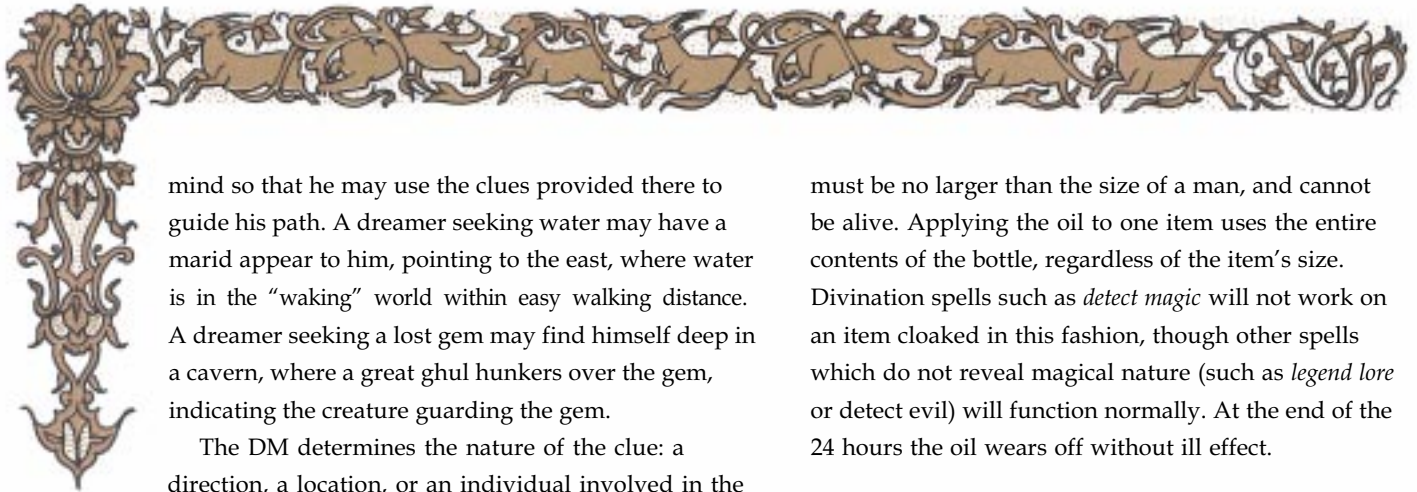 mind so that he may use the clues provided there to
guide his path. A dreamer seeking water may have a
marid appear to him, pointing to the east, where water
is in the “waking” world within easy walking distance.
A dreamer seeking a lost gem may find himself deep in
a cavern, where a great ghul hunkers over the gem,
indicating the creature guarding the gem.
The DM determines the nature of the clue: a
direction, a location, or an individual involved in the
must be no larger than the size of a man, and cannot
be alive. Applying the oil to one item uses the entire
contents of the bottle, regardless of the item’s size.
Divination spells such as detect magic will not work on
an item cloaked in this fashion, though other spells
which do not reveal magical nature (such as legend lore
or detect evil) will function normally. At the end of the
24 hours the oil wears off without ill effect.